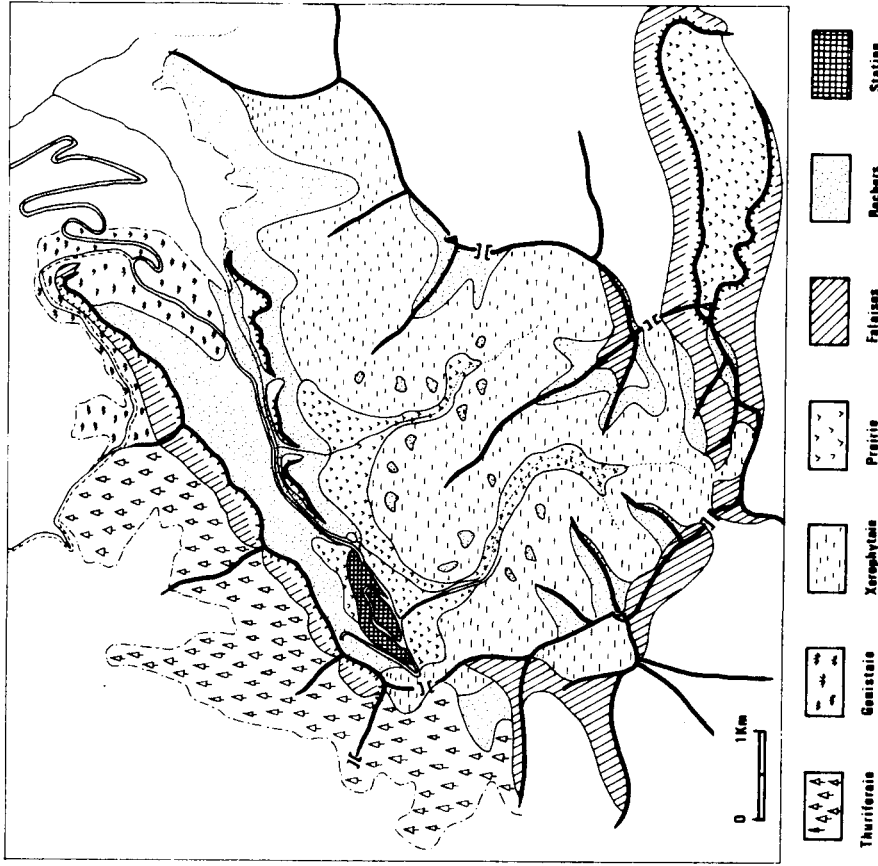 0 1Km
Thuriferaie
Genistaie
Xerophytaie
Prairie
Falaises
Rochers
Station